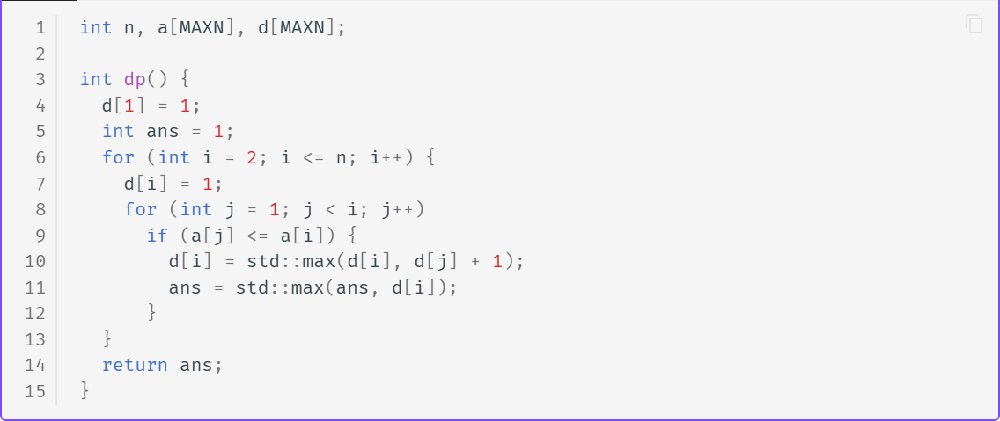 1 int n, a[MAXN], d[MAXN];
2
3 int dp() {
4   d[1] = 1;
5   int ans = 1;
6   for (int i = 2; i <= n; i++) {
7     d[i] = 1;
8     for (int j = 1; j < i; j++)
9       if (a[j] <= a[i]) {
10         d[i] = std::max(d[i], d[j] + 1);
11         ans = std::max(ans, d[i]);
12       }
13   }
14   return ans;
15 }